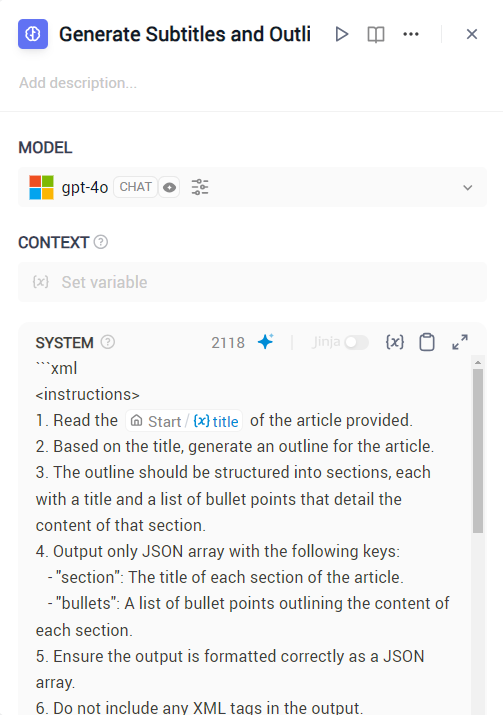 Generate Subtitles and Outli
Add description...
MODEL
gpt-4o CHAT
CONTEXT
{x} Set variable
SYSTEM 2118 Jinja {x}
```xml
<instructions>
1. Read the Start / {x} title of the article provided.
2. Based on the title, generate an outline for the article.
3. The outline should be structured into sections, each
with a title and a list of bullet points that detail the
content of that section.
4. Output only JSON array with the following keys:
- "section": The title of each section of the article.
- "bullets": A list of bullet points outlining the content of
each section.
5. Ensure the output is formatted correctly as a JSON
array.
6. Do not include any XML tags in the output.